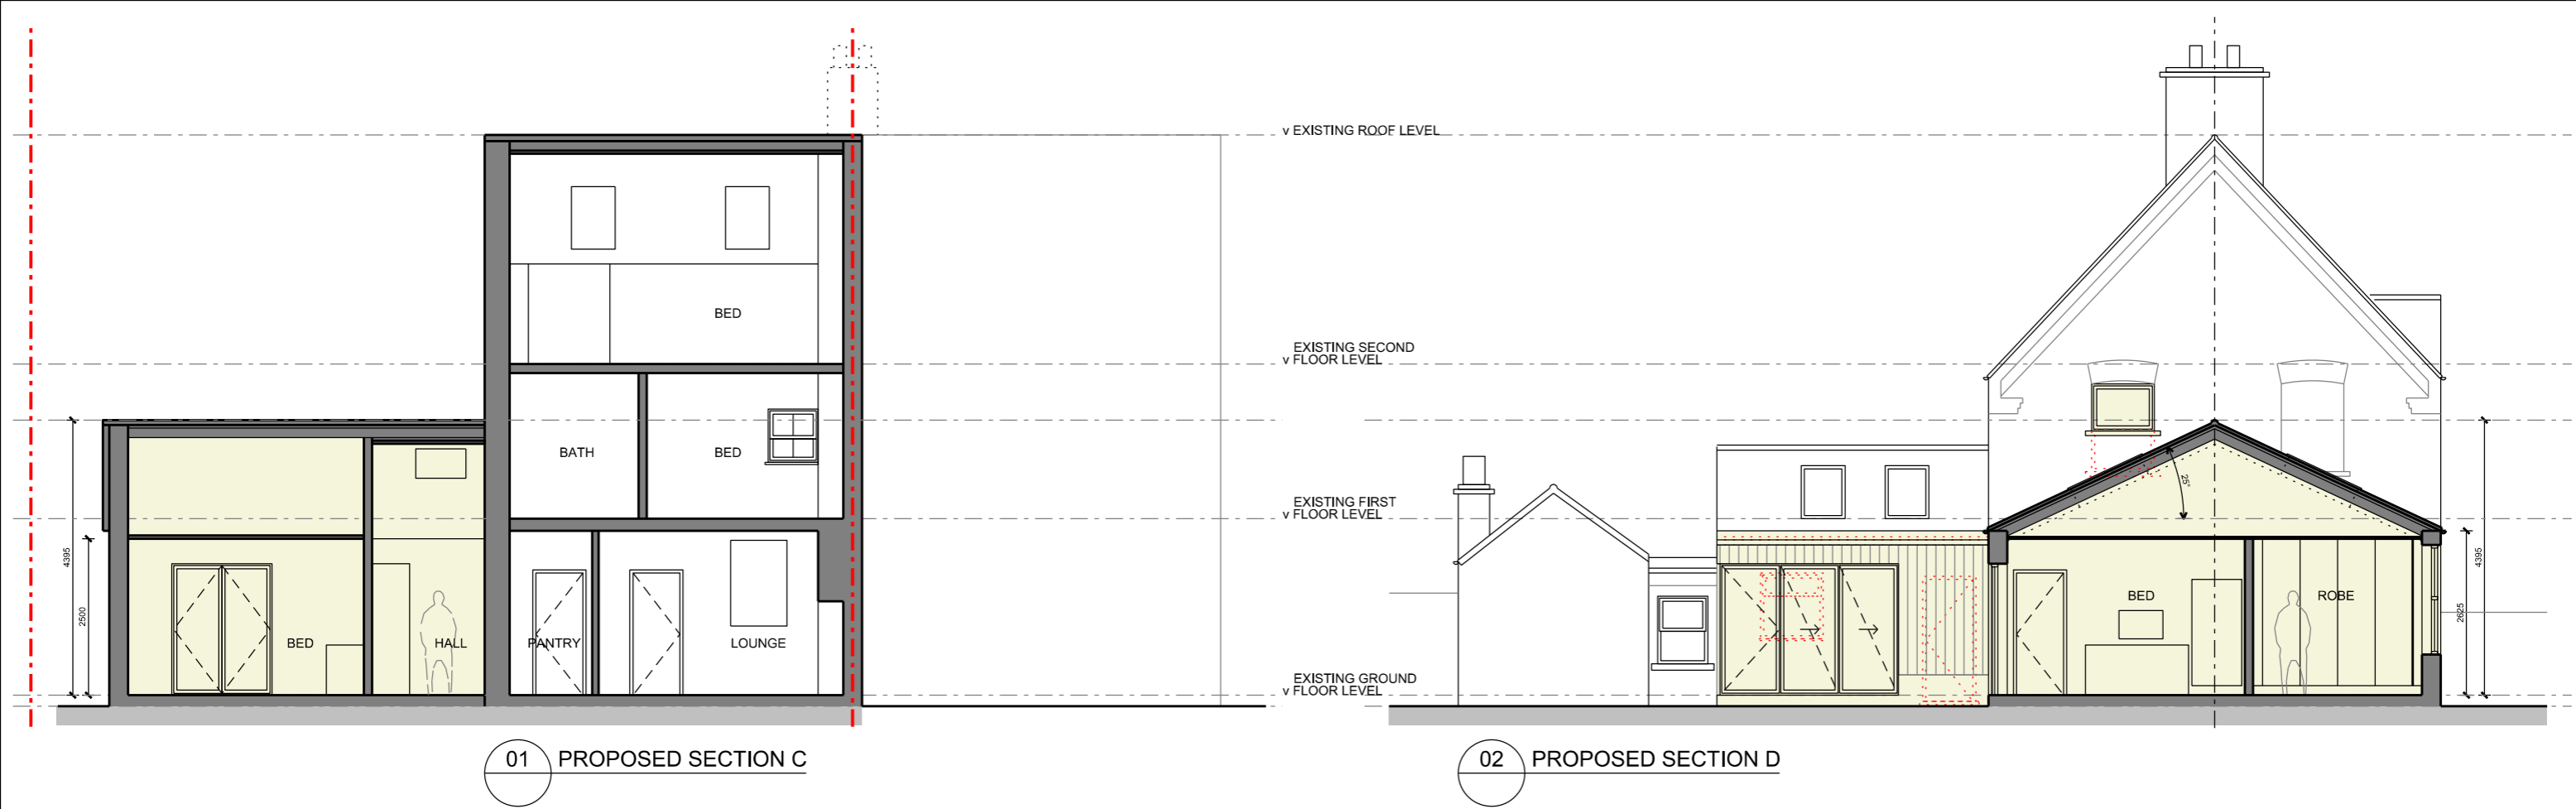 v EXISTING ROOF LEVEL
BED
EXISTING SECOND
v FLOOR LEVEL
BATH
BED
25°
EXISTING FIRST
v FLOOR LEVEL
4395
2500
BED
HALL
PANTRY
LOUNGE
BED
ROBE
2625
4395
EXISTING GROUND
v FLOOR LEVEL
01
PROPOSED SECTION C
02
PROPOSED SECTION D